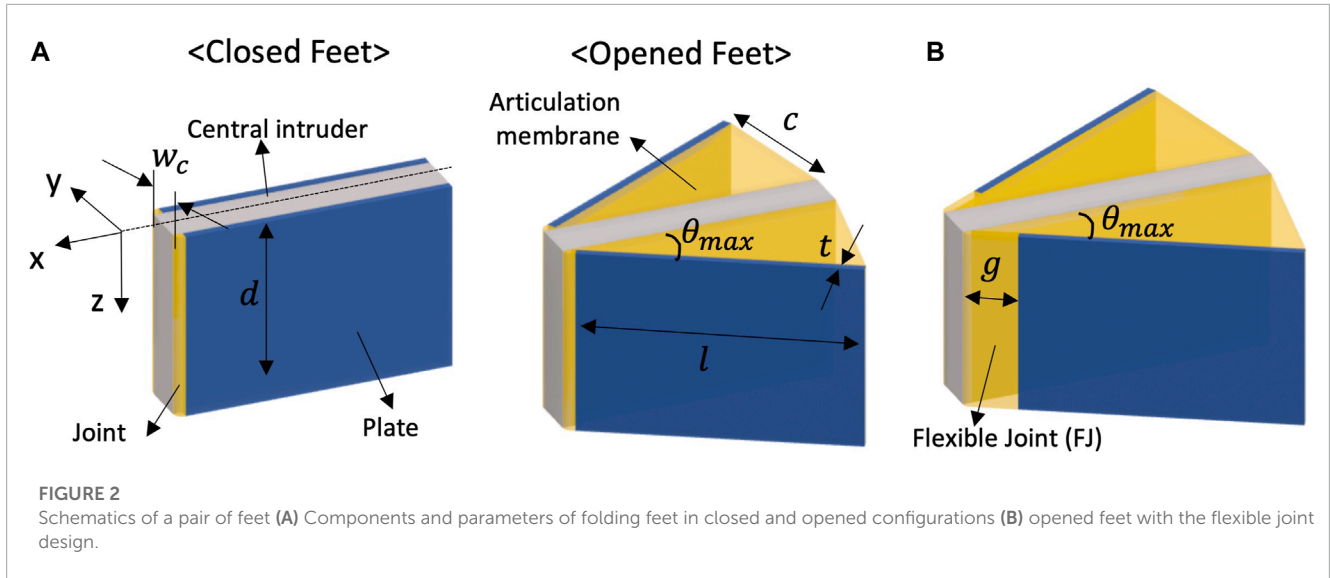 A
<Closed Feet>
<Opened Feet>
B
Central intruder
w_c
y
x
z
d
Joint
Plate
Articulation
membrane
c
θ_max
t
l
θ_max
g
Flexible Joint (FJ)
FIGURE 2
Schematics of a pair of feet (A) Components and parameters of folding feet in closed and opened configurations (B) opened feet with the flexible joint
design.